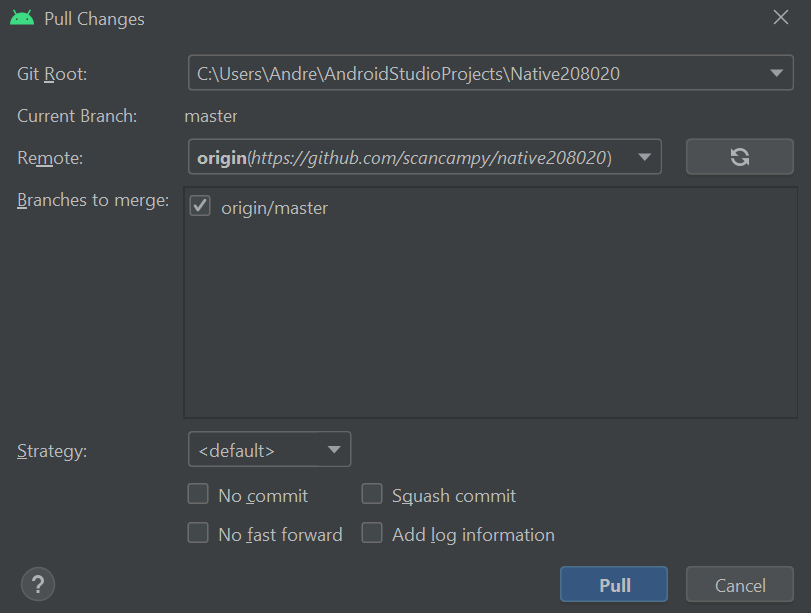 Pull Changes
Git Root:
C:\Users\Andre\AndroidStudioProjects\Native208020
Current Branch: master
Remote:
origin(https://github.com/scancampy/native208020)
Branches to merge:
origin/master
Strategy:
<default>
No commit
Squash commit
No fast forward
Add log information
?
Pull
Cancel